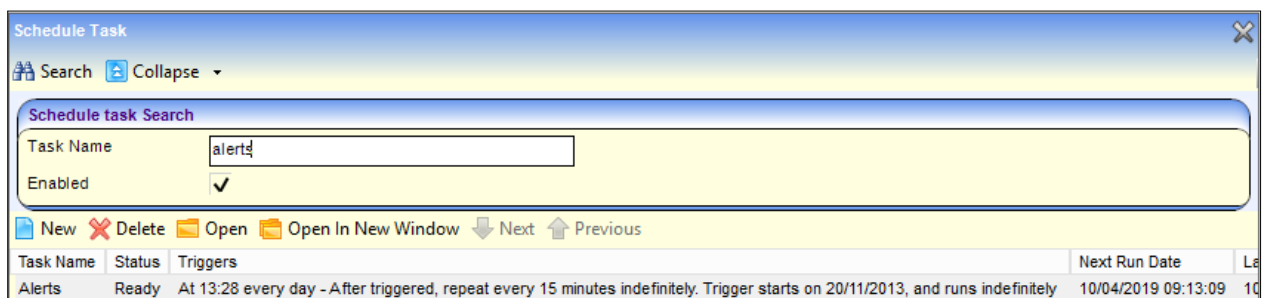 Schedule Task
Search Collapse
Schedule task Search
Task Name alerts
Enabled
New Delete Open Open In New Window Next Previous
Task Name Status Triggers Next Run Date La
Alerts Ready At 13:28 every day - After triggered, repeat every 15 minutes indefinitely. Trigger starts on 20/11/2013, and runs indefinitely 10/04/2019 09:13:09 10